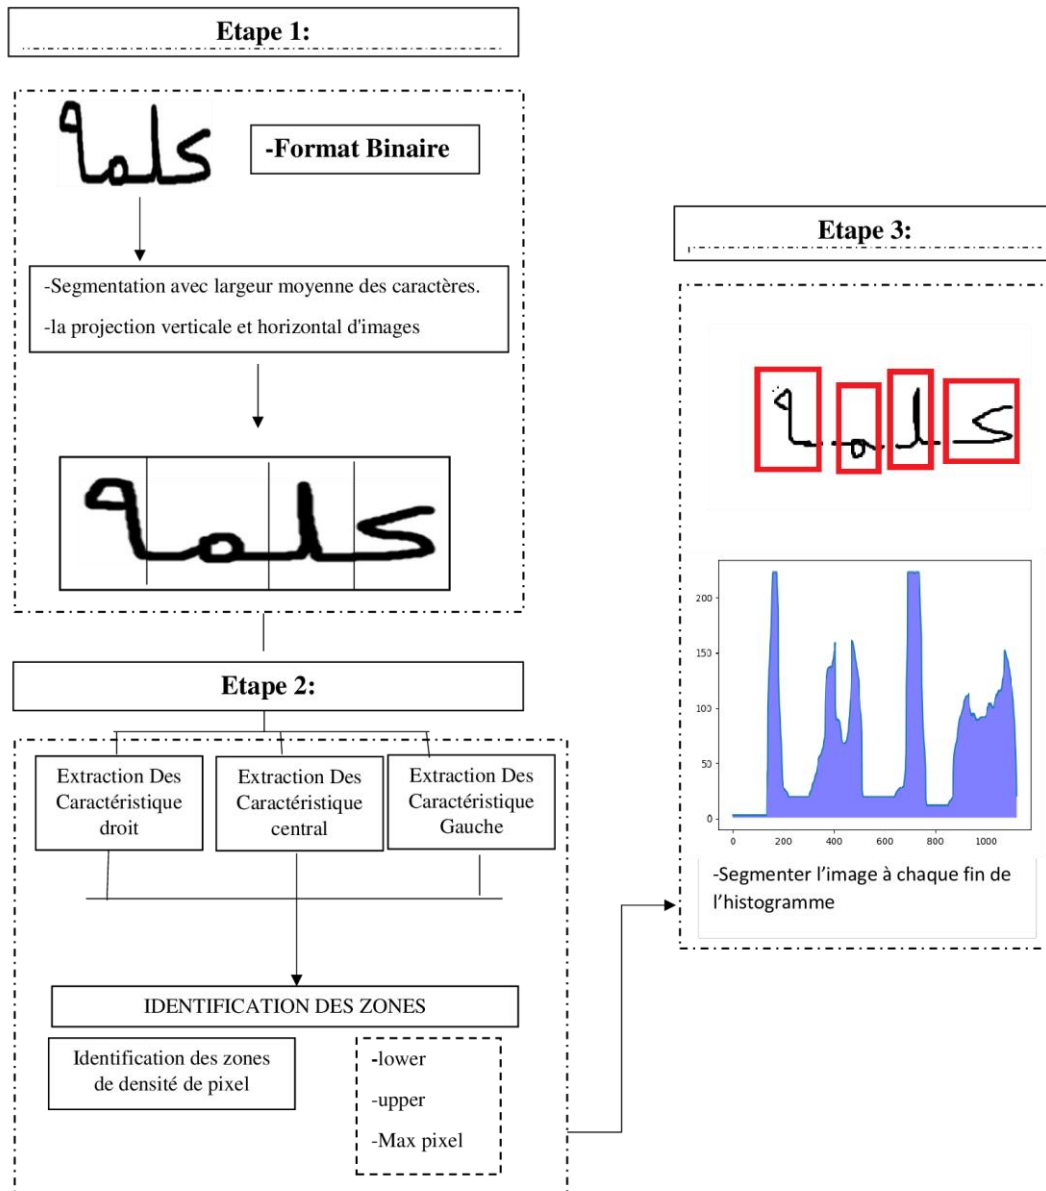 Etape 1:
كلمه
-Format Binaire
-Segmentation avec largeur moyenne des caractères.
-la projection verticale et horizontal d'images
كلمه
Etape 2:
Extraction Des
Caractéristique
droit
Extraction Des
Caractéristique
central
Extraction Des
Caractéristique
Gauche
IDENTIFICATION DES ZONES
Identification des zones
de densité de pixel
-lower
-upper
-Max pixel
Etape 3:
كلمه
200
150
100
50
0
0 200 400 600 800 1000
-Segmenter l’image à chaque fin de
l’histogramme